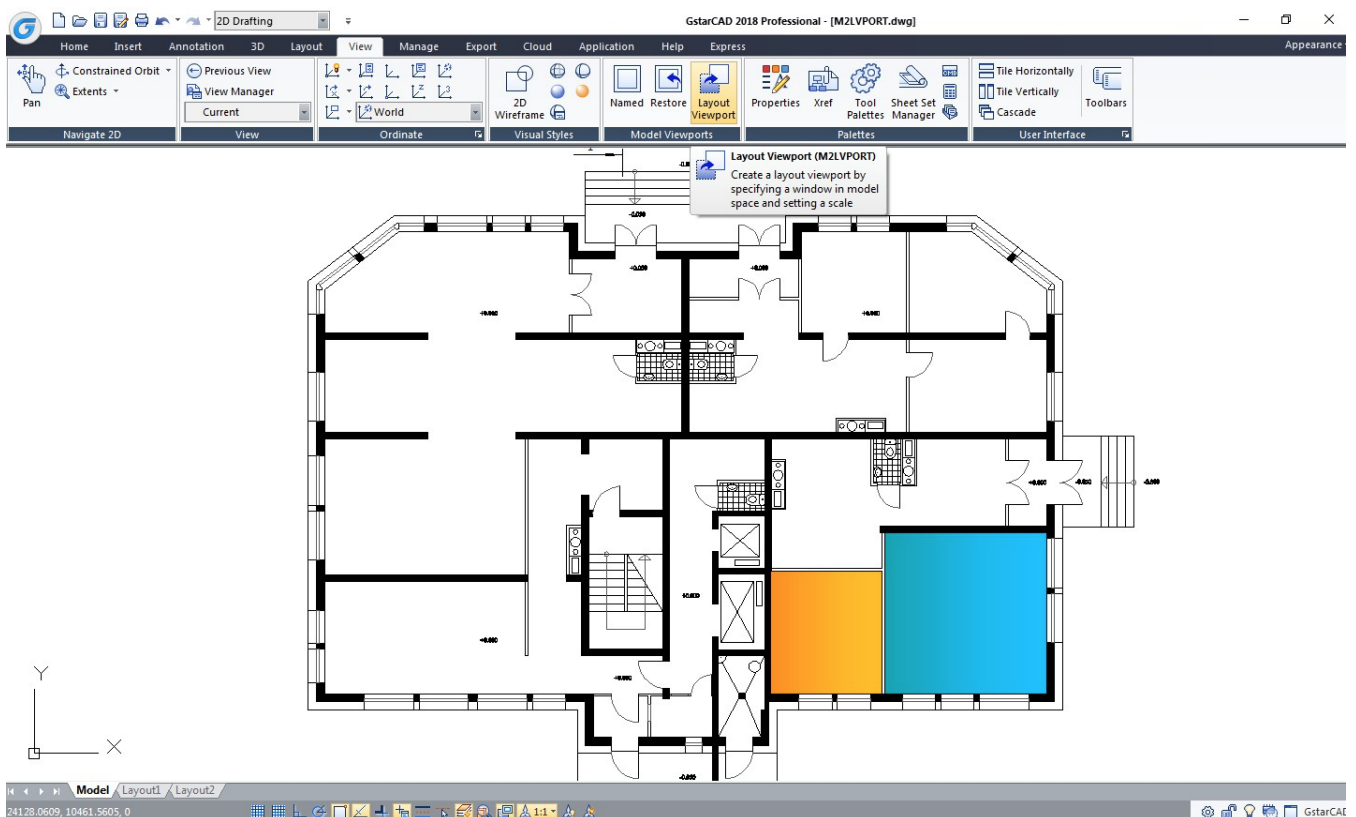 2D Drafting
GstarCAD 2018 Professional - [M2LVPORT.dwg]
Home Insert Annotation 3D Layout View Manage Export Cloud Application Help Express
Appearance
Pan
Constrained Orbit
Extents
Navigate 2D
Previous View
View Manager
Current
View
World
Ordinate
2D
Wireframe
Visual Styles
Named Restore Layout
Viewport
Model Viewports
Properties Xref Tool
Palettes Sheet Set
Manager
Palettes
Tile Horizontally
Tile Vertically
Cascade
Toolbars
User Interface
Layout Viewport (M2LVPORT)
Create a layout viewport by
specifying a window in model
space and setting a scale
Y
X
Model Layout1 Layout2
24128.0609, 10461.5605, 0
1:1
GstarCAD